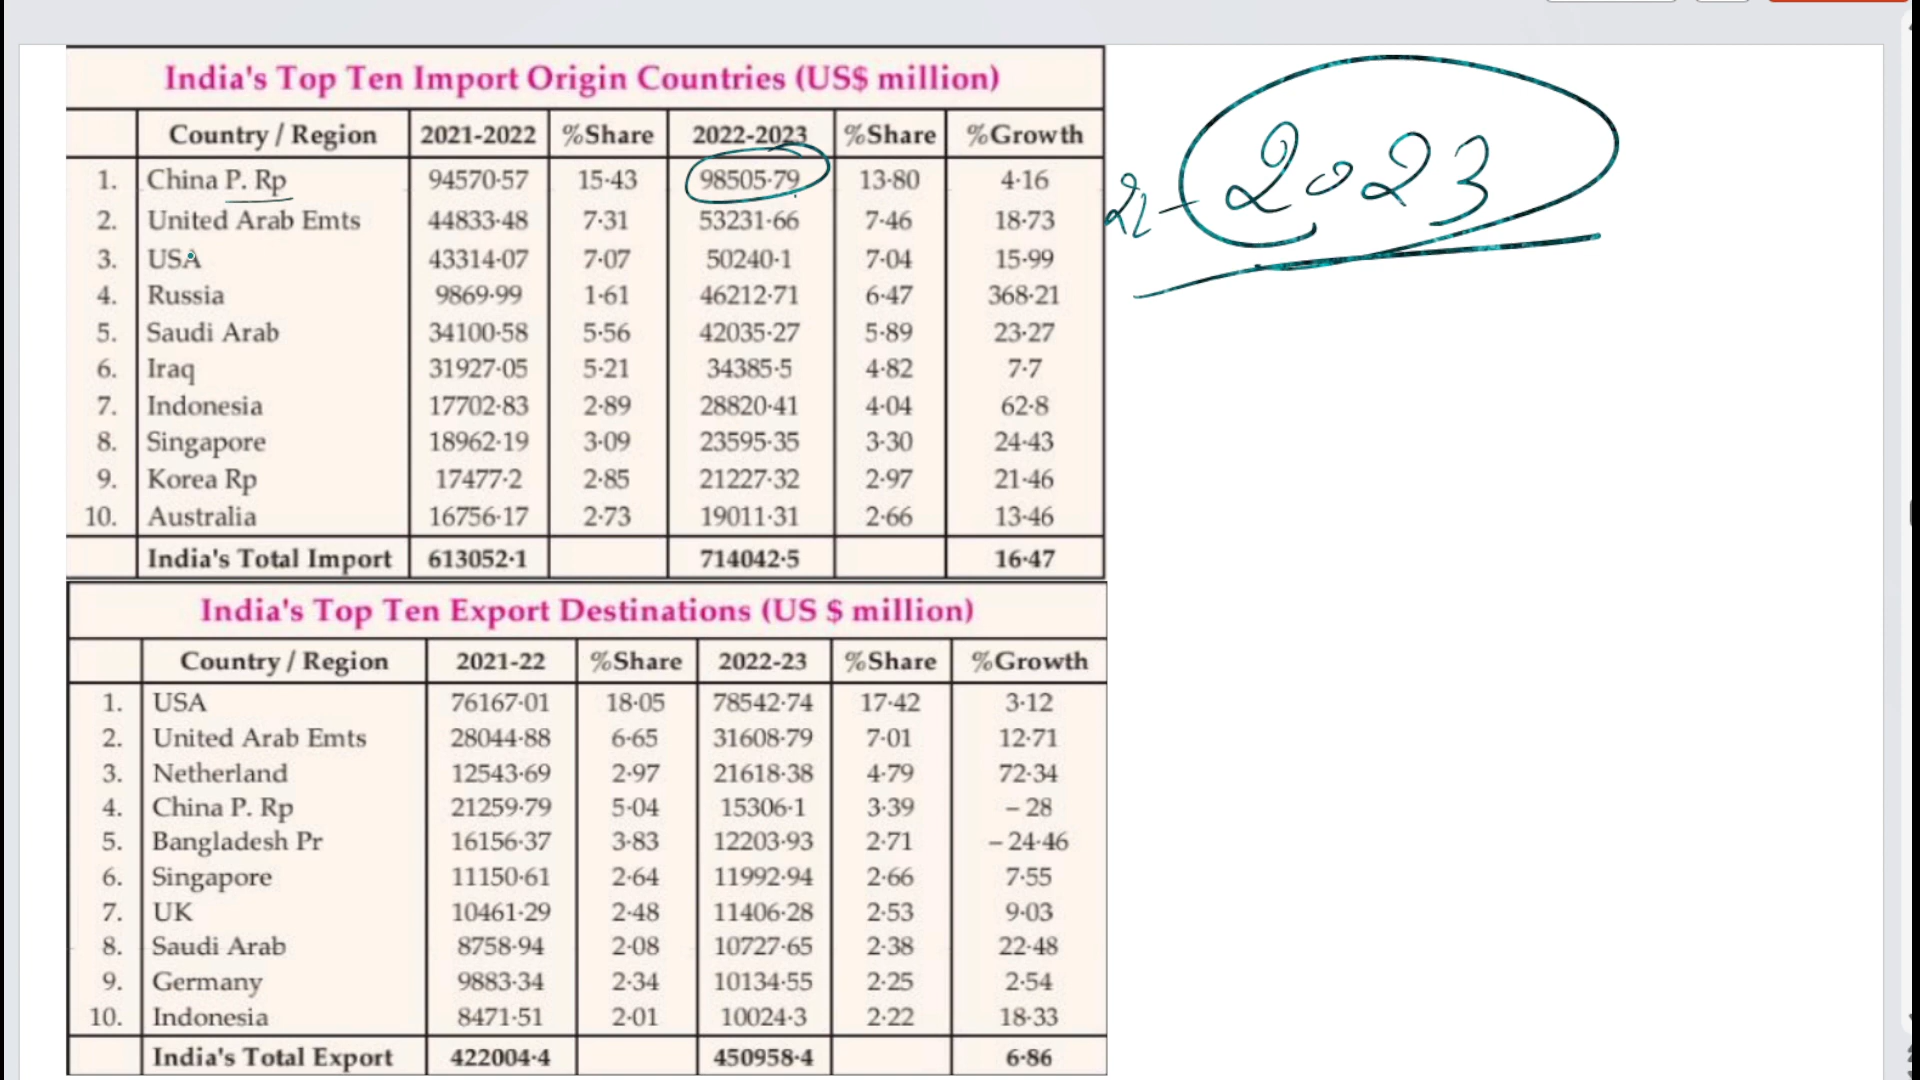 India's Top Ten Import Origin Countries (US$ million)
Country / Region 2021-2022 %Share 2022-2023 %Share %Growth
1. China P. Rp 94570·57 15·43 98505·79 13·80 4·16
2. United Arab Emts 44833·48 7·31 53231·66 7·46 18·73
3. USA 43314·07 7·07 50240·1 7·04 15·99
4. Russia 9869·99 1·61 46212·71 6·47 368·21
5. Saudi Arab 34100·58 5·56 42035·27 5·89 23·27
6. Iraq 31927·05 5·21 34385·5 4·82 7·7
7. Indonesia 17702·83 2·89 28820·41 4·04 62·8
8. Singapore 18962·19 3·09 23595·35 3·30 24·43
9. Korea Rp 17477·2 2·85 21227·32 2·97 21·46
10. Australia 16756·17 2·73 19011·31 2·66 13·46
India's Total Import 613052·1 714042·5 16·47
India's Top Ten Export Destinations (US $ million)
Country / Region 2021-22 %Share 2022-23 %Share %Growth
1. USA 76167·01 18·05 78542·74 17·42 3·12
2. United Arab Emts 28044·88 6·65 31608·79 7·01 12·71
3. Netherland 12543·69 2·97 21618·38 4·79 72·34
4. China P. Rp 21259·79 5·04 15306·1 3·39 – 28
5. Bangladesh Pr 16156·37 3·83 12203·93 2·71 – 24·46
6. Singapore 11150·61 2·64 11992·94 2·66 7·55
7. UK 10461·29 2·48 11406·28 2·53 9·03
8. Saudi Arab 8758·94 2·08 10727·65 2·38 22·48
9. Germany 9883·34 2·34 10134·55 2·25 2·54
10. Indonesia 8471·51 2·01 10024·3 2·22 18·33
India's Total Export 422004·4 450958·4 6·86
22-2023